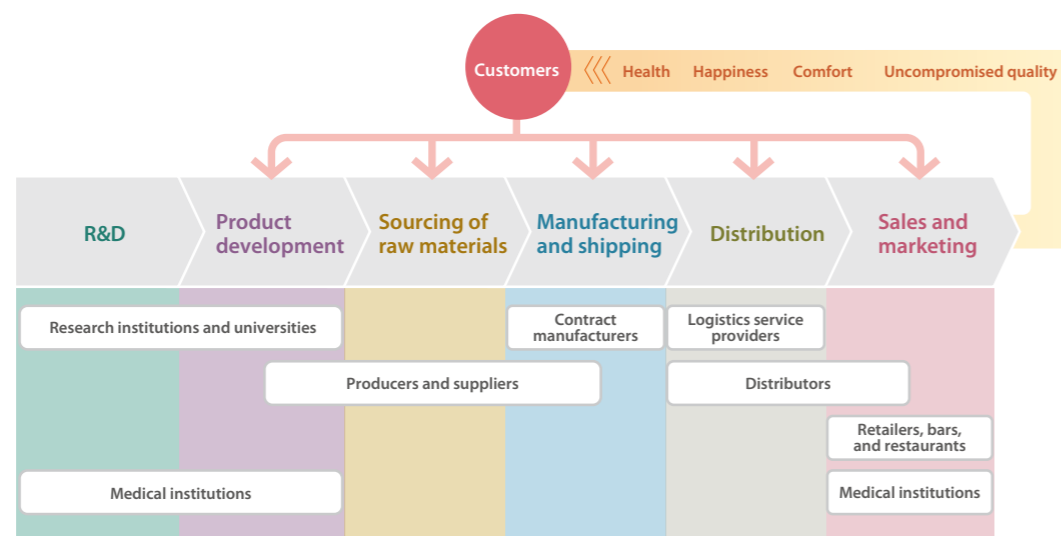 Customers
Health
Happiness
Comfort
Uncompromised quality
R&D
Product
development
Sourcing of
raw materials
Manufacturing
and shipping
Distribution
Sales and
marketing
Research institutions and universities
Contract
manufacturers
Logistics service
providers
Producers and suppliers
Distributors
Retailers, bars,
and restaurants
Medical institutions
Medical institutions